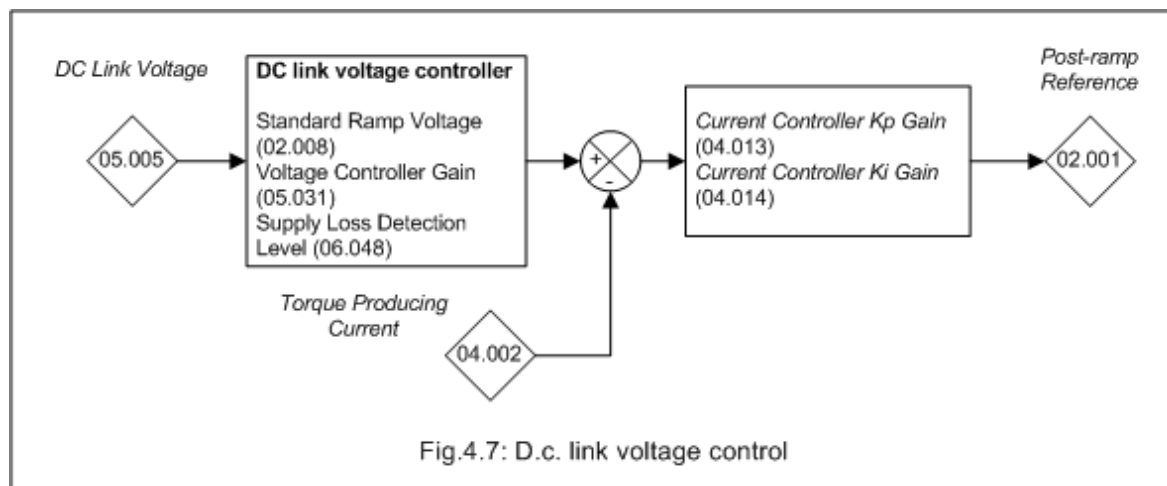 DC Link Voltage
05.005
DC link voltage controller
Standard Ramp Voltage
(02.008)
Voltage Controller Gain
(05.031)
Supply Loss Detection
Level (06.048)
+
-
Torque Producing
Current
04.002
Current Controller Kp Gain
(04.013)
Current Controller Ki Gain
(04.014)
Post-ramp
Reference
02.001
Fig.4.7: D.c. link voltage control